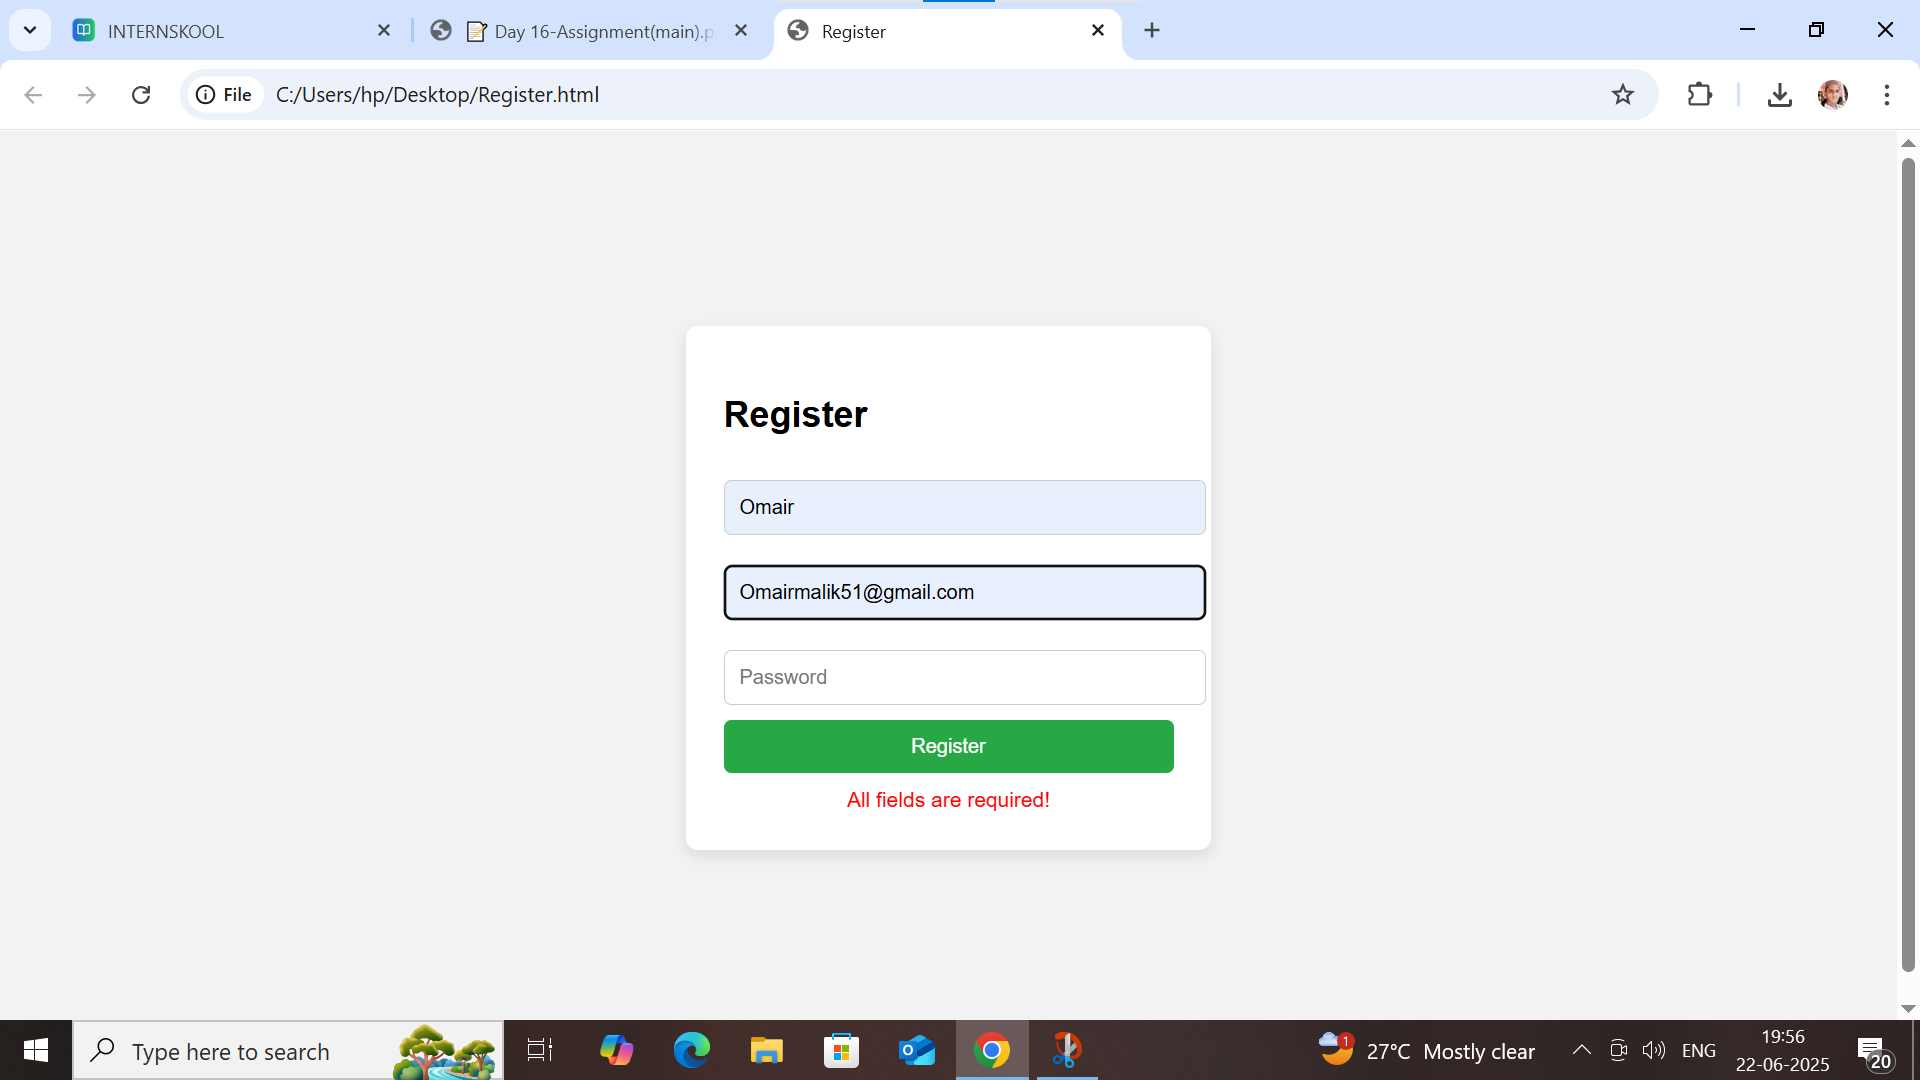 INTERNSKOOL
Day 16-Assignment(main).p
Register
File
C:/Users/hp/Desktop/Register.html
Register
Omair
Omairmalik51@gmail.com
Password
Register
All fields are required!
Type here to search
1
27°C Mostly clear
ENG
19:56
22-06-2025
20